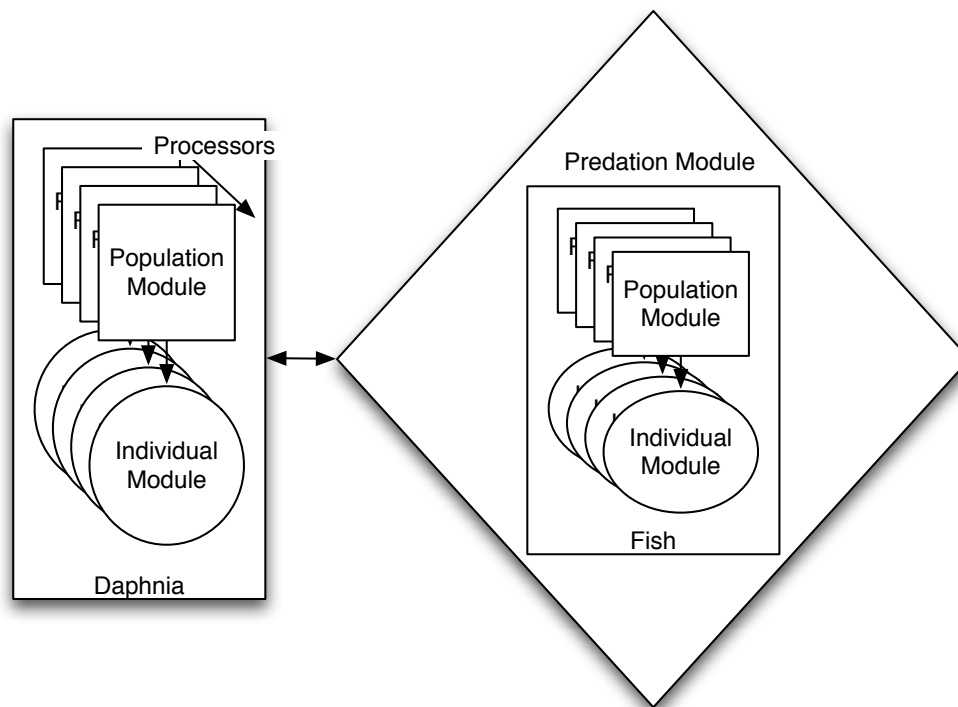 Processors
Population
Module
Individual
Module
Daphnia
Predation Module
Population
Module
Individual
Module
Fish